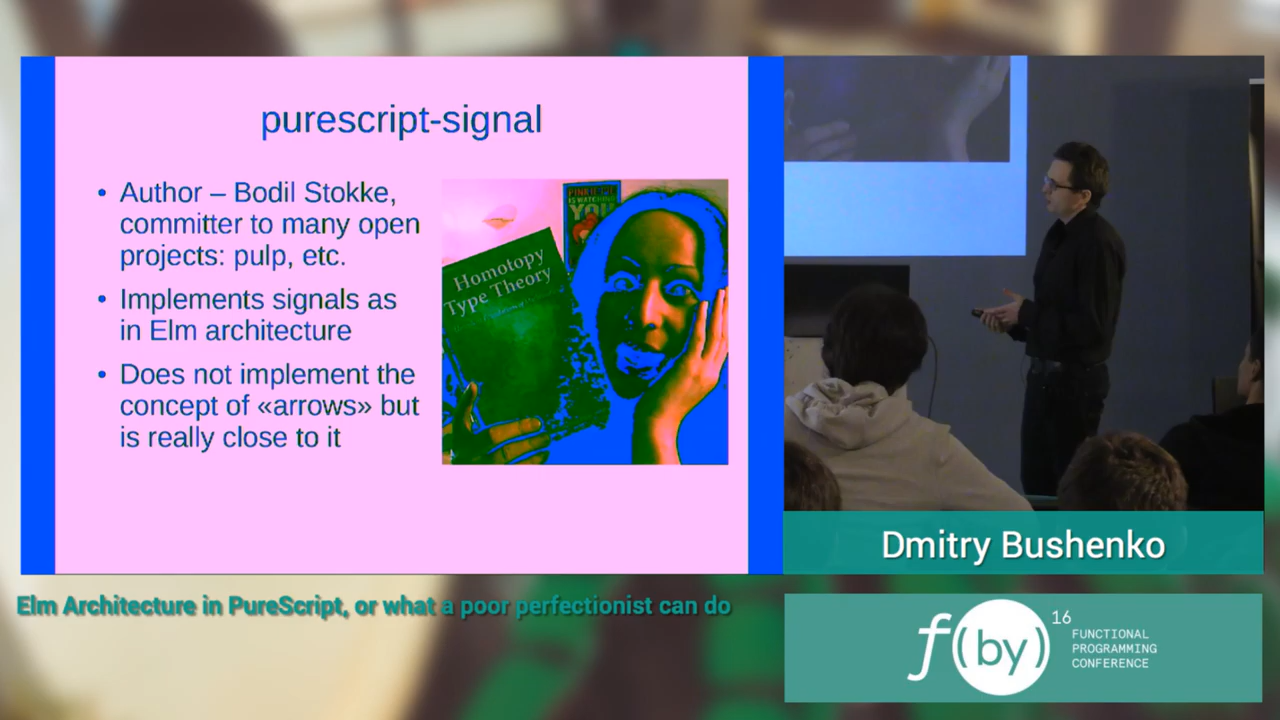 purescript-signal
• Author – Bodil Stokke,
committer to many open
projects: pulp, etc.
• Implements signals as
in Elm architecture
• Does not implement the
concept of «arrows» but
is really close to it
IS WATCHING
YOU
Homotopy
Type Theory
Dmitry Bushenko
Elm Architecture in PureScript, or what a poor perfectionist can do
f(by)
16
FUNCTIONAL
PROGRAMMING
CONFERENCE